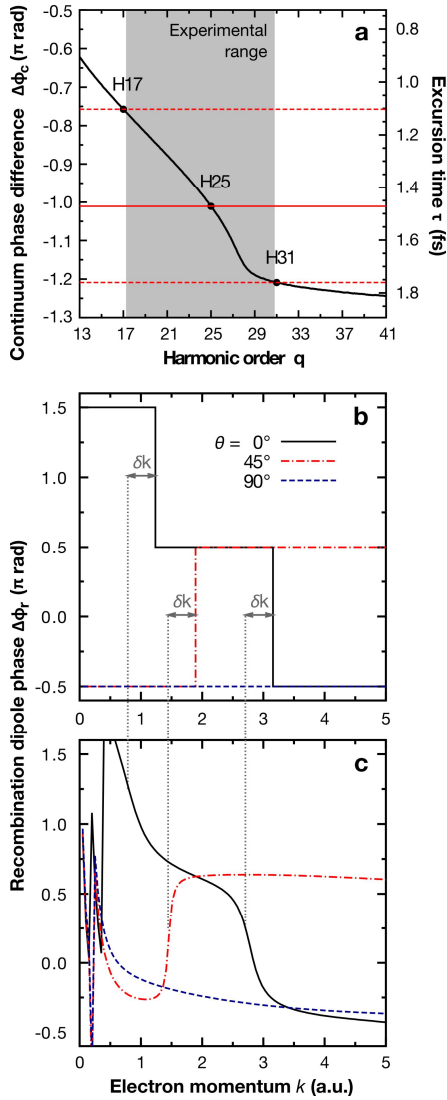 Continuum phase difference Δϕc (π rad)
-0.5
-0.6
-0.7
-0.8
-0.9
-1.0
-1.1
-1.2
-1.3
Experimental
range
a
H17
H25
H31
0.8
0.9
1.1
1.3
1.4
1.6
1.8
Excursion time τ (fs)
13 17 21 25 29 33 37 41
Harmonic order q
Recombination dipole phase Δϕr (π rad)
b
1.5
1.0
0.5
0.0
-0.5
θ = 0°
45°
90°
δk
δk
δk
0 1 2 3 4 5
c
1.5
1.0
0.5
0.0
-0.5
0 1 2 3 4 5
Electron momentum k (a.u.)